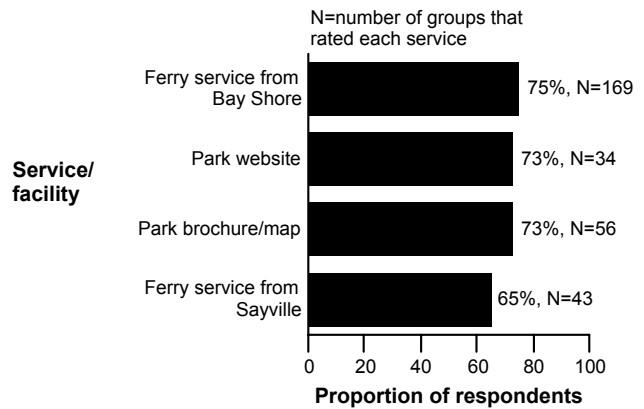 N=number of groups that
rated each service
Ferry service from
Bay Shore
75%, N=169
Park website
73%, N=34
Service/
facility
Park brochure/map
73%, N=56
Ferry service from
Sayville
65%, N=43
0 20 40 60 80 100
Proportion of respondents